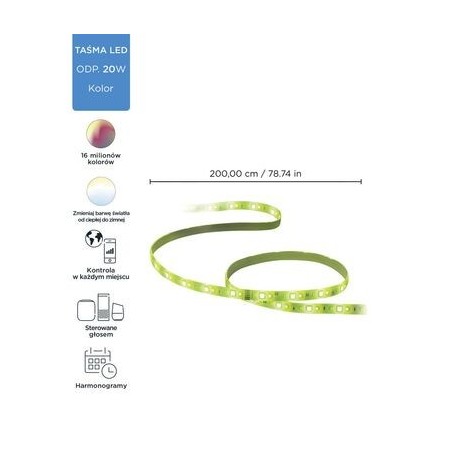 TAŚMA LED
ODP. 20W
Kolor
16 milionów
kolorów
200,00 cm / 78.74 in
Zmieniaj barwę światła
od ciepłej do zimnej
Kontrola
w każdym miejscu
Sterowane
głosem
Harmonogramy